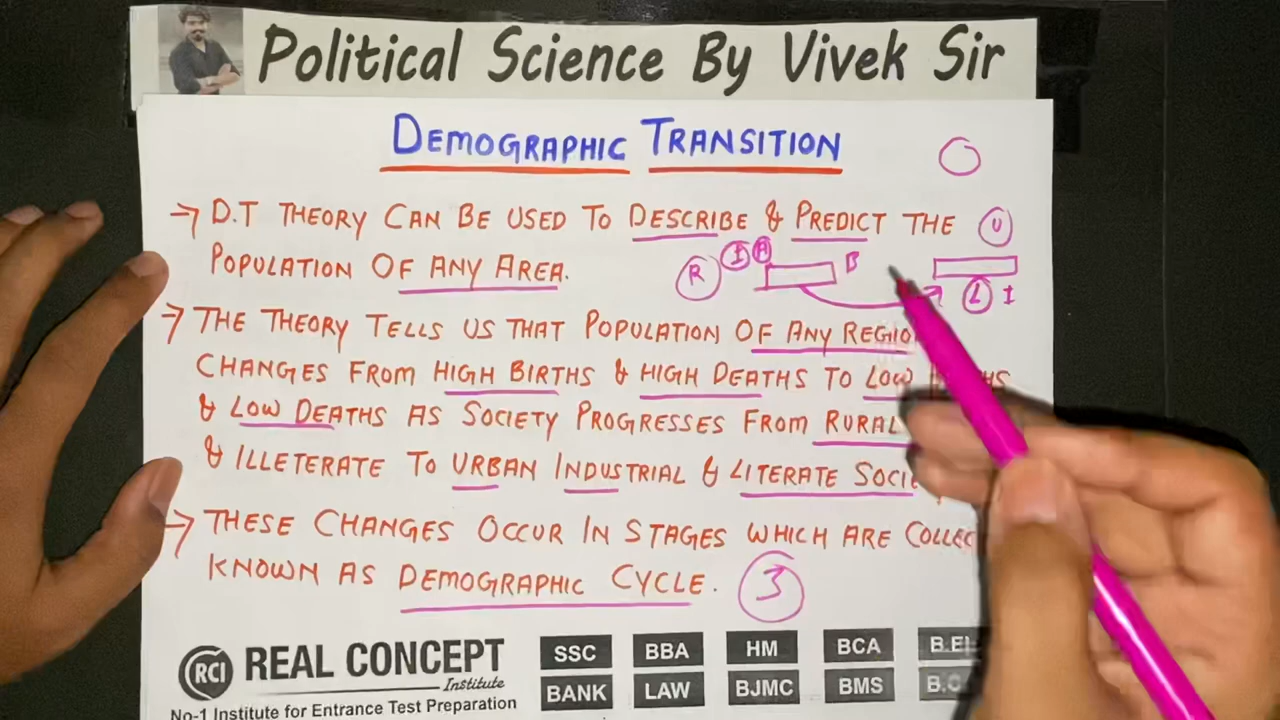 Political Science By Vivek Sir
DEMOGRAPHIC TRANSITION
→ D.T THEORY CAN BE USED TO DESCRIBE & PREDICT THE
U
POPULATION OF ANY AREA.
R I A B
L I
→ THE THEORY TELLS US THAT POPULATION OF ANY
CHANGES FROM HIGH BIRTHS & HIGH DEATHS TO LOW
& LOW DEATHS AS SOCIETY PROGRESSES FROM RURAL
& ILLETERATE TO URBAN INDUSTRIAL & LITERATE
→ THESE CHANGES OCCUR IN STAGES WHICH ARE
KNOWN AS DEMOGRAPHIC CYCLE. 3
RCI REAL CONCEPT
Institute
No-1 Institute for Entrance Test Preparation
SSC BBA HM BCA
BANK LAW BJMC BMS